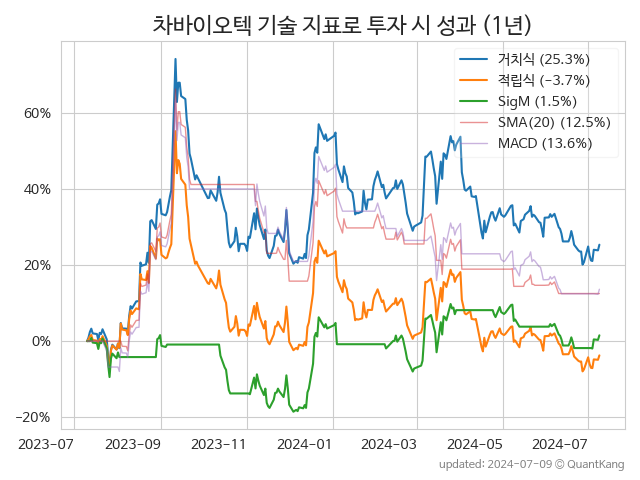 차바이오텍 기술 지표로 투자 시 성과 (1년)
거치식 (25.3%)
적립식 (−3.7%)
SigM (1.5%)
SMA(20) (12.5%)
MACD (13.6%)
60%
40%
20%
0%
−20%
2023-07 2023-09 2023-11 2024-01 2024-03 2024-05 2024-07
updated: 2024-07-09 © QuantKang